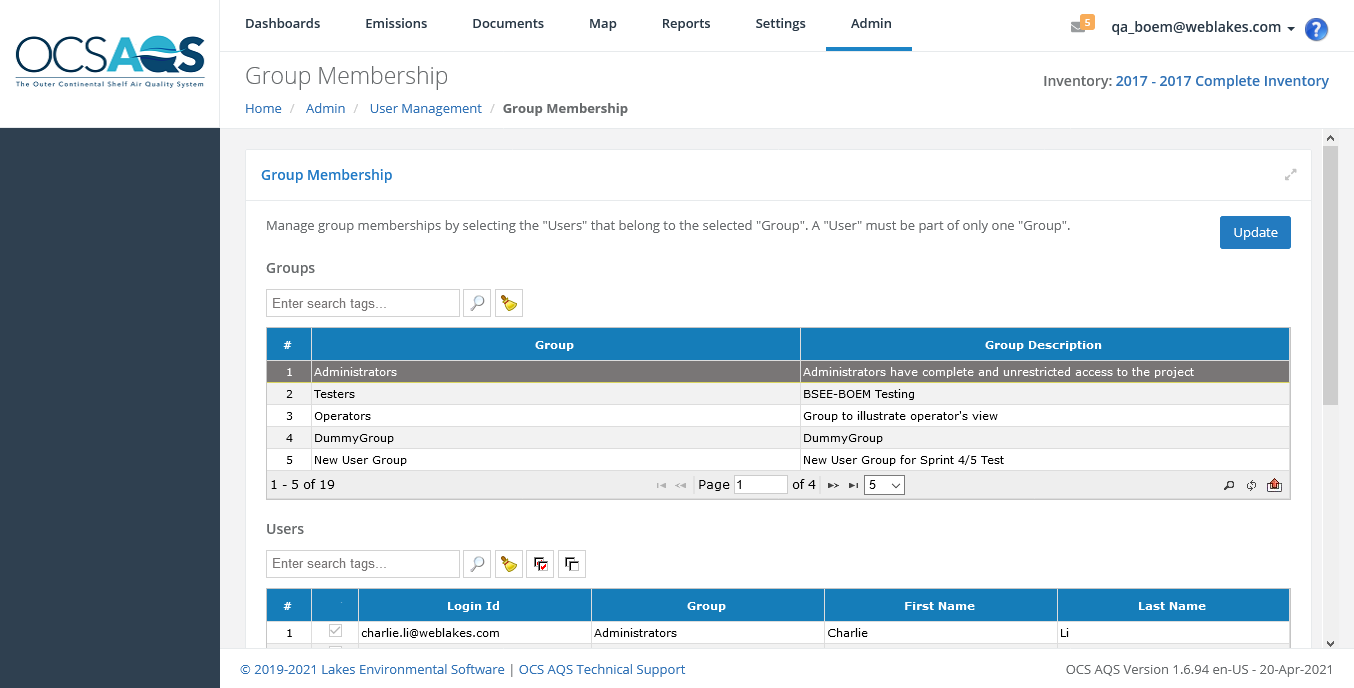 Dashboards Emissions Documents Map Reports Settings Admin 5 qa_boem@weblakes.com ?
OCSAQS
The Outer Continental Shelf Air Quality System
Group Membership
Inventory: 2017 - 2017 Complete Inventory
Home / Admin / User Management / Group Membership
Group Membership
Manage group memberships by selecting the "Users" that belong to the selected "Group". A "User" must be part of only one "Group".
Update
Groups
Enter search tags...
# Group Group Description
1 Administrators Administrators have complete and unrestricted access to the project
2 Testers BSEE-BOEM Testing
3 Operators Group to illustrate operator's view
4 DummyGroup DummyGroup
5 New User Group New User Group for Sprint 4/5 Test
1 - 5 of 19 Page 1 of 4 5
Users
Enter search tags...
# Login Id Group First Name Last Name
1 charlie.li@weblakes.com Administrators Charlie Li
© 2019-2021 Lakes Environmental Software | OCS AQS Technical Support
OCS AQS Version 1.6.94 en-US - 20-Apr-2021